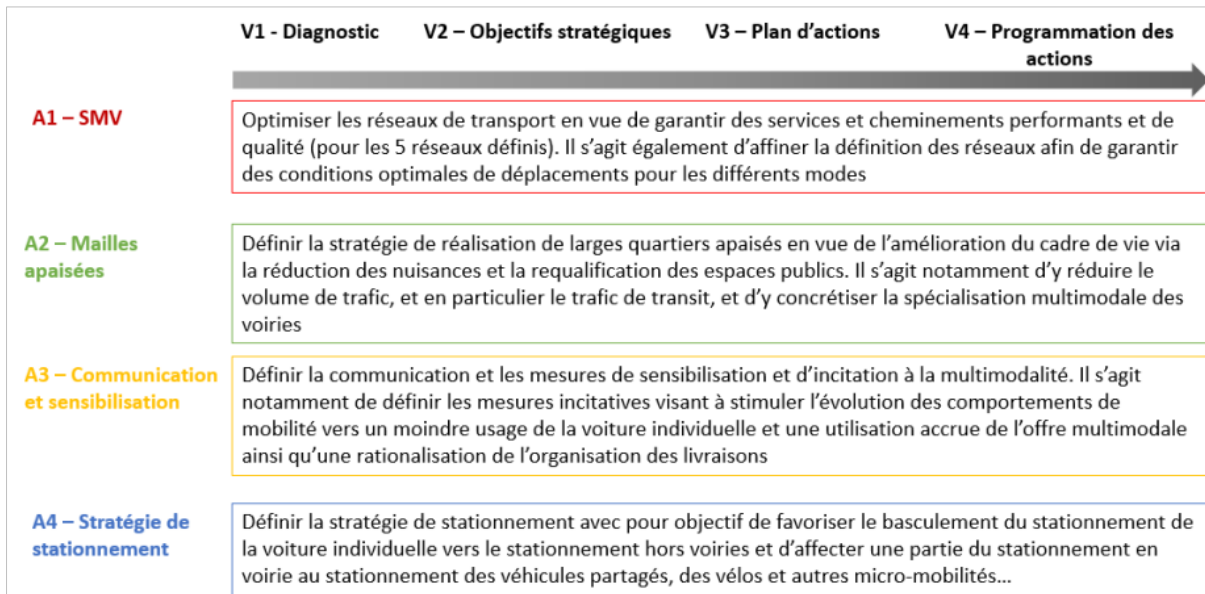 V1 - Diagnostic V2 – Objectifs stratégiques V3 – Plan d’actions V4 – Programmation des
actions
A1 – SMV
Optimiser les réseaux de transport en vue de garantir des services et cheminements performants et de
qualité (pour les 5 réseaux définis). Il s’agit également d’affiner la définition des réseaux afin de garantir
des conditions optimales de déplacements pour les différents modes
A2 – Mailles
apaisées
Définir la stratégie de réalisation de larges quartiers apaisés en vue de l’amélioration du cadre de vie via
la réduction des nuisances et la requalification des espaces publics. Il s’agit notamment d’y réduire le
volume de trafic, et en particulier le trafic de transit, et d’y concrétiser la spécialisation multimodale des
voiries
A3 – Communication
et sensibilisation
Définir la communication et les mesures de sensibilisation et d’incitation à la multimodalité. Il s’agit
notamment de définir les mesures incitatives visant à stimuler l’évolution des comportements de
mobilité vers un moindre usage de la voiture individuelle et une utilisation accrue de l’offre multimodale
ainsi qu’une rationalisation de l’organisation des livraisons
A4 – Stratégie de
stationnement
Définir la stratégie de stationnement avec pour objectif de favoriser le basculement du stationnement de
la voiture individuelle vers le stationnement hors voiries et d’affecter une partie du stationnement en
voirie au stationnement des véhicules partagés, des vélos et autres micro-mobilités…